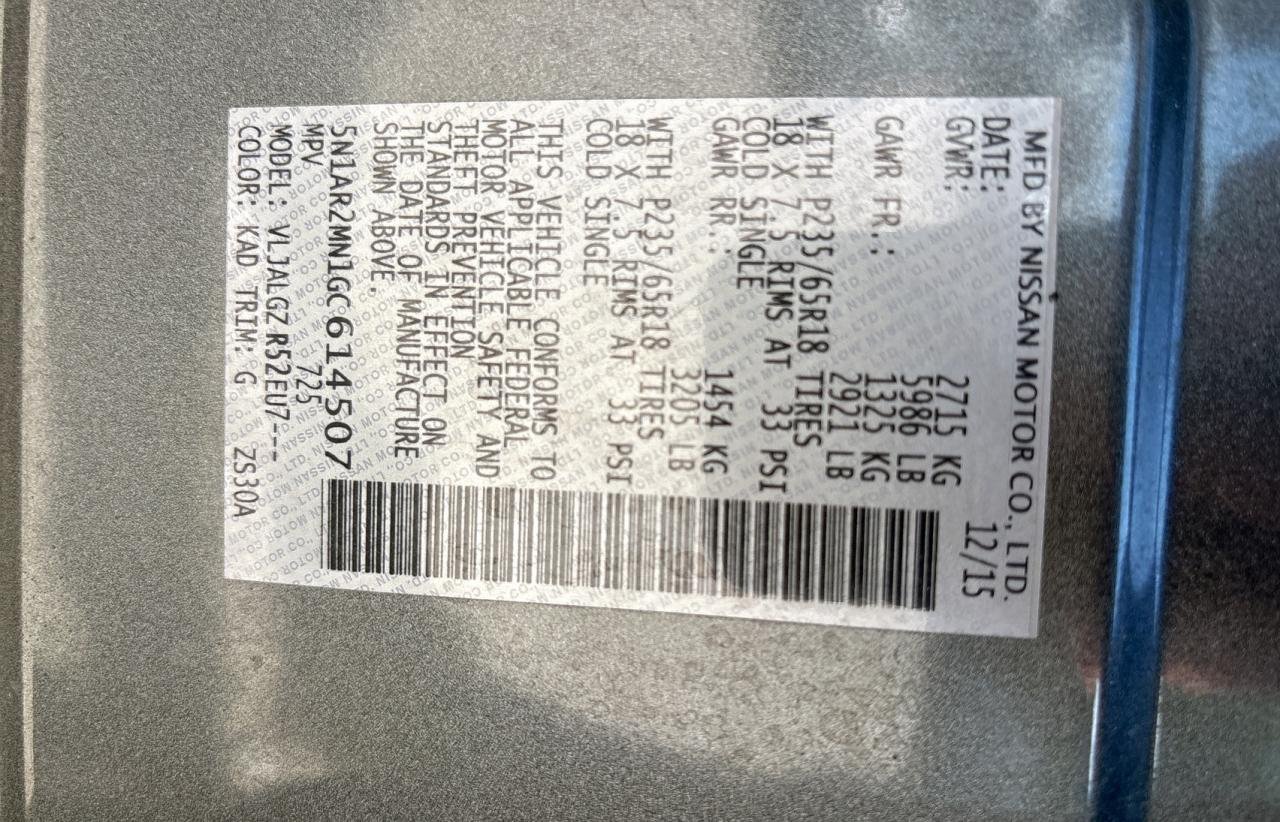 MFD BY NISSAN MOTOR CO., LTD.
DATE: 12/15
GVWR: 2715 KG
5986 LB
GAWR FR.: 1325 KG
2921 LB
WITH P235/65R18 TIRES
18 X 7.5 RIMS AT 33 PSI
COLD SINGLE
GAWR RR.: 1454 KG
3205 LB
WITH P235/65R18 TIRES
18 X 7.5 RIMS AT 33 PSI
COLD SINGLE
THIS VEHICLE CONFORMS TO
ALL APPLICABLE FEDERAL
MOTOR VEHICLE SAFETY AND
THEFT PREVENTION
STANDARDS IN EFFECT ON
THE DATE OF MANUFACTURE
SHOWN ABOVE.
5N1AR2MN1GC614507
MPV 725
MODEL: VLJALGZ R52EU7---
COLOR: KAD TRIM: G ZS30A